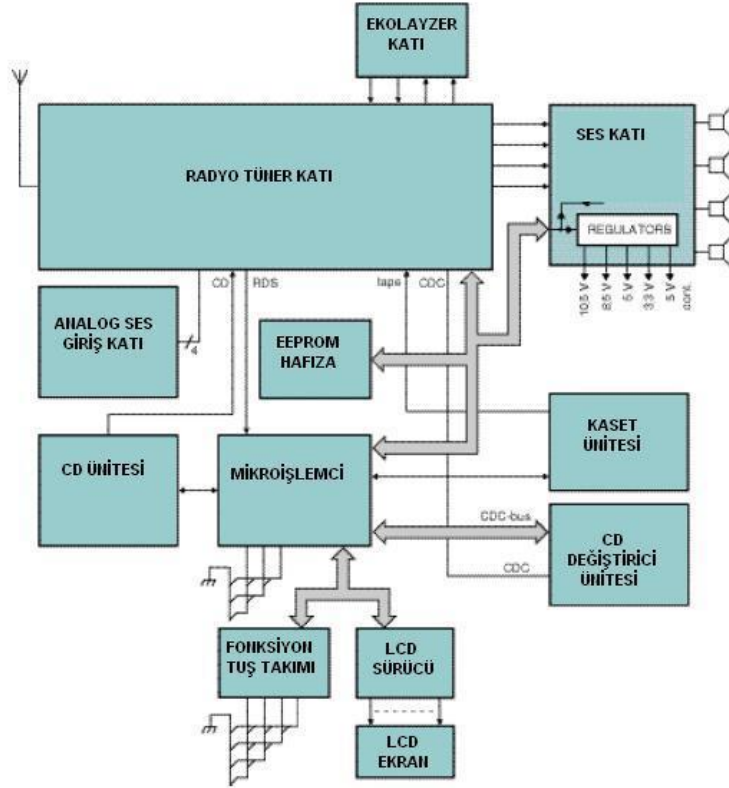 EKOLAYZER
KATI
RADYO TÜNER KATI
SES KATI
REGULATORS
10.5 V
8.5 V
5 V
3.3 V
5 V
cont.
CD
RDS
tape
CDC
ANALOG SES
GİRİŞ KATI
4
EEPROM
HAFIZA
CD ÜNİTESİ
MİKROİŞLEMCİ
KASET
ÜNİTESİ
CDC-bus
CD
DEĞİŞTİRİCİ
ÜNİTESİ
CDC
FONKSİYON
TUŞ TAKIMI
LCD
SÜRÜCÜ
LCD
EKRAN